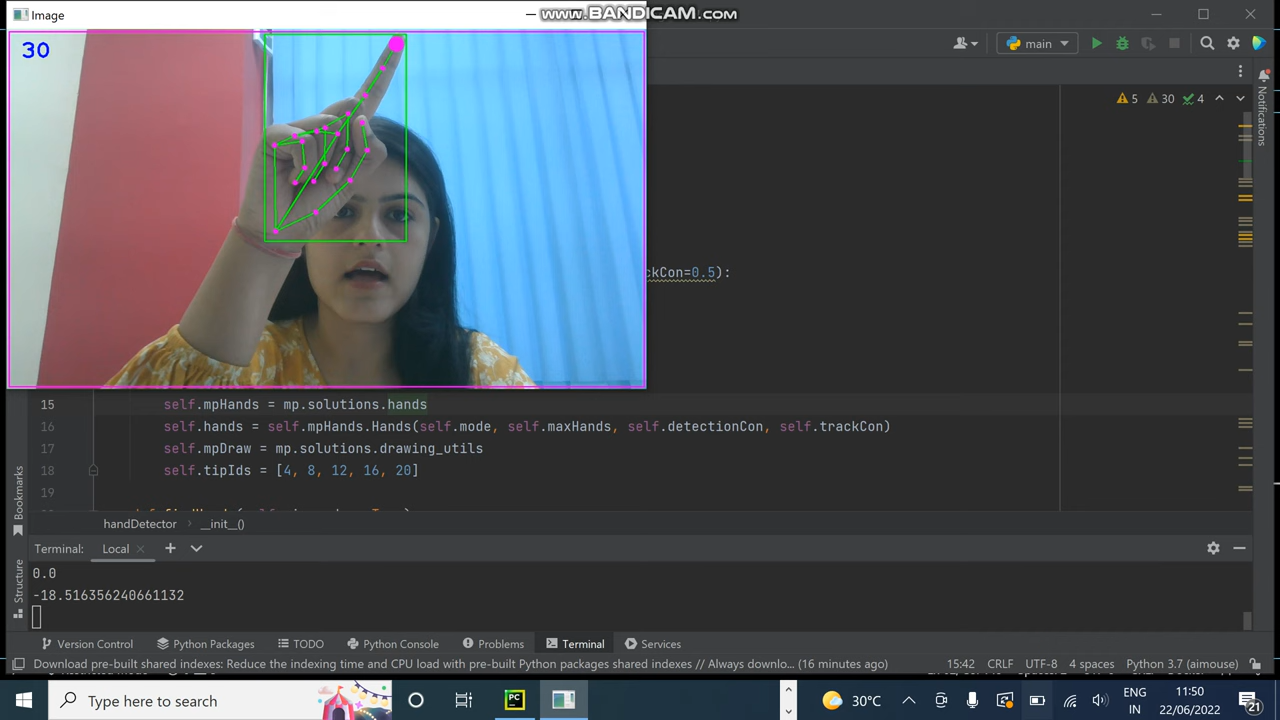 Image
www.BANDICAM.com
30
main
5 30 4
Notifications
ckCon=0.5):
15 self.mpHands = mp.solutions.hands
16 self.hands = self.mpHands.Hands(self.mode, self.maxHands, self.detectionCon, self.trackCon)
17 self.mpDraw = mp.solutions.drawing_utils
18 self.tipIds = [4, 8, 12, 16, 20]
19
Bookmarks
handDetector › __init__()
Terminal: Local
Structure
0.0
-18.516356240661132
Version Control Python Packages TODO Python Console Problems Terminal Services
Download pre-built shared indexes: Reduce the indexing time and CPU load with pre-built Python packages shared indexes // Always downlo... (16 minutes ago) 15:42 CRLF UTF-8 4 spaces Python 3.7 (aimouse)
Type here to search
PC
30°C
ENG
IN
11:50
22/06/2022
21